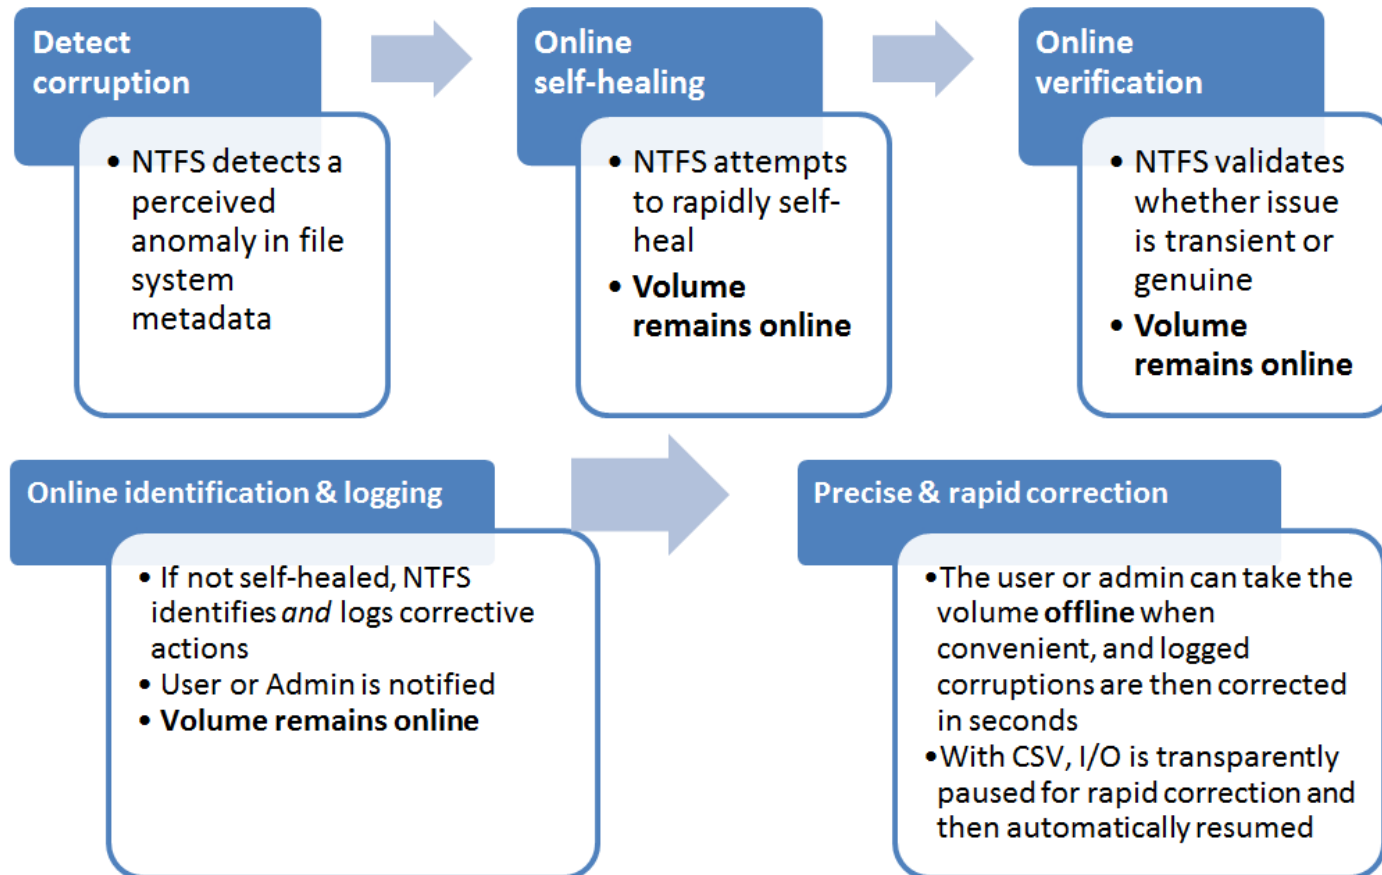 Detect
corruption
• NTFS detects a
perceived
anomaly in file
system
metadata
Online
self-healing
• NTFS attempts
to rapidly self-
heal
• Volume
remains online
Online
verification
• NTFS validates
whether issue
is transient or
genuine
• Volume
remains online
Online identification & logging
• If not self-healed, NTFS
identifies and logs corrective
actions
• User or Admin is notified
• Volume remains online
Precise & rapid correction
•The user or admin can take the
volume offline when
convenient, and logged
corruptions are then corrected
in seconds
•With CSV, I/O is transparently
paused for rapid correction and
then automatically resumed